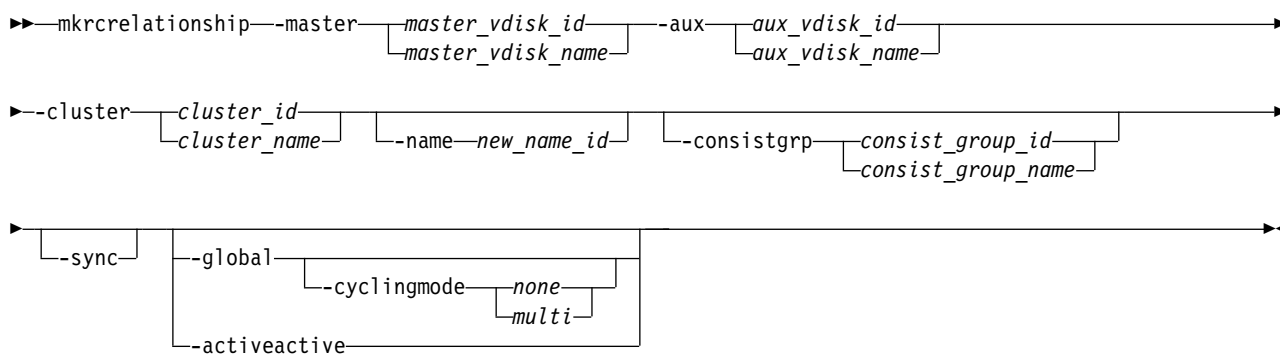 mkrcrelationship -master master_vdisk_id -aux aux_vdisk_id
master_vdisk_name aux_vdisk_name
-cluster cluster_id
cluster_name -name new_name_id -consistgrp consist_group_id
consist_group_name
-sync -global
-cyclingmode none
multi
-activeactive